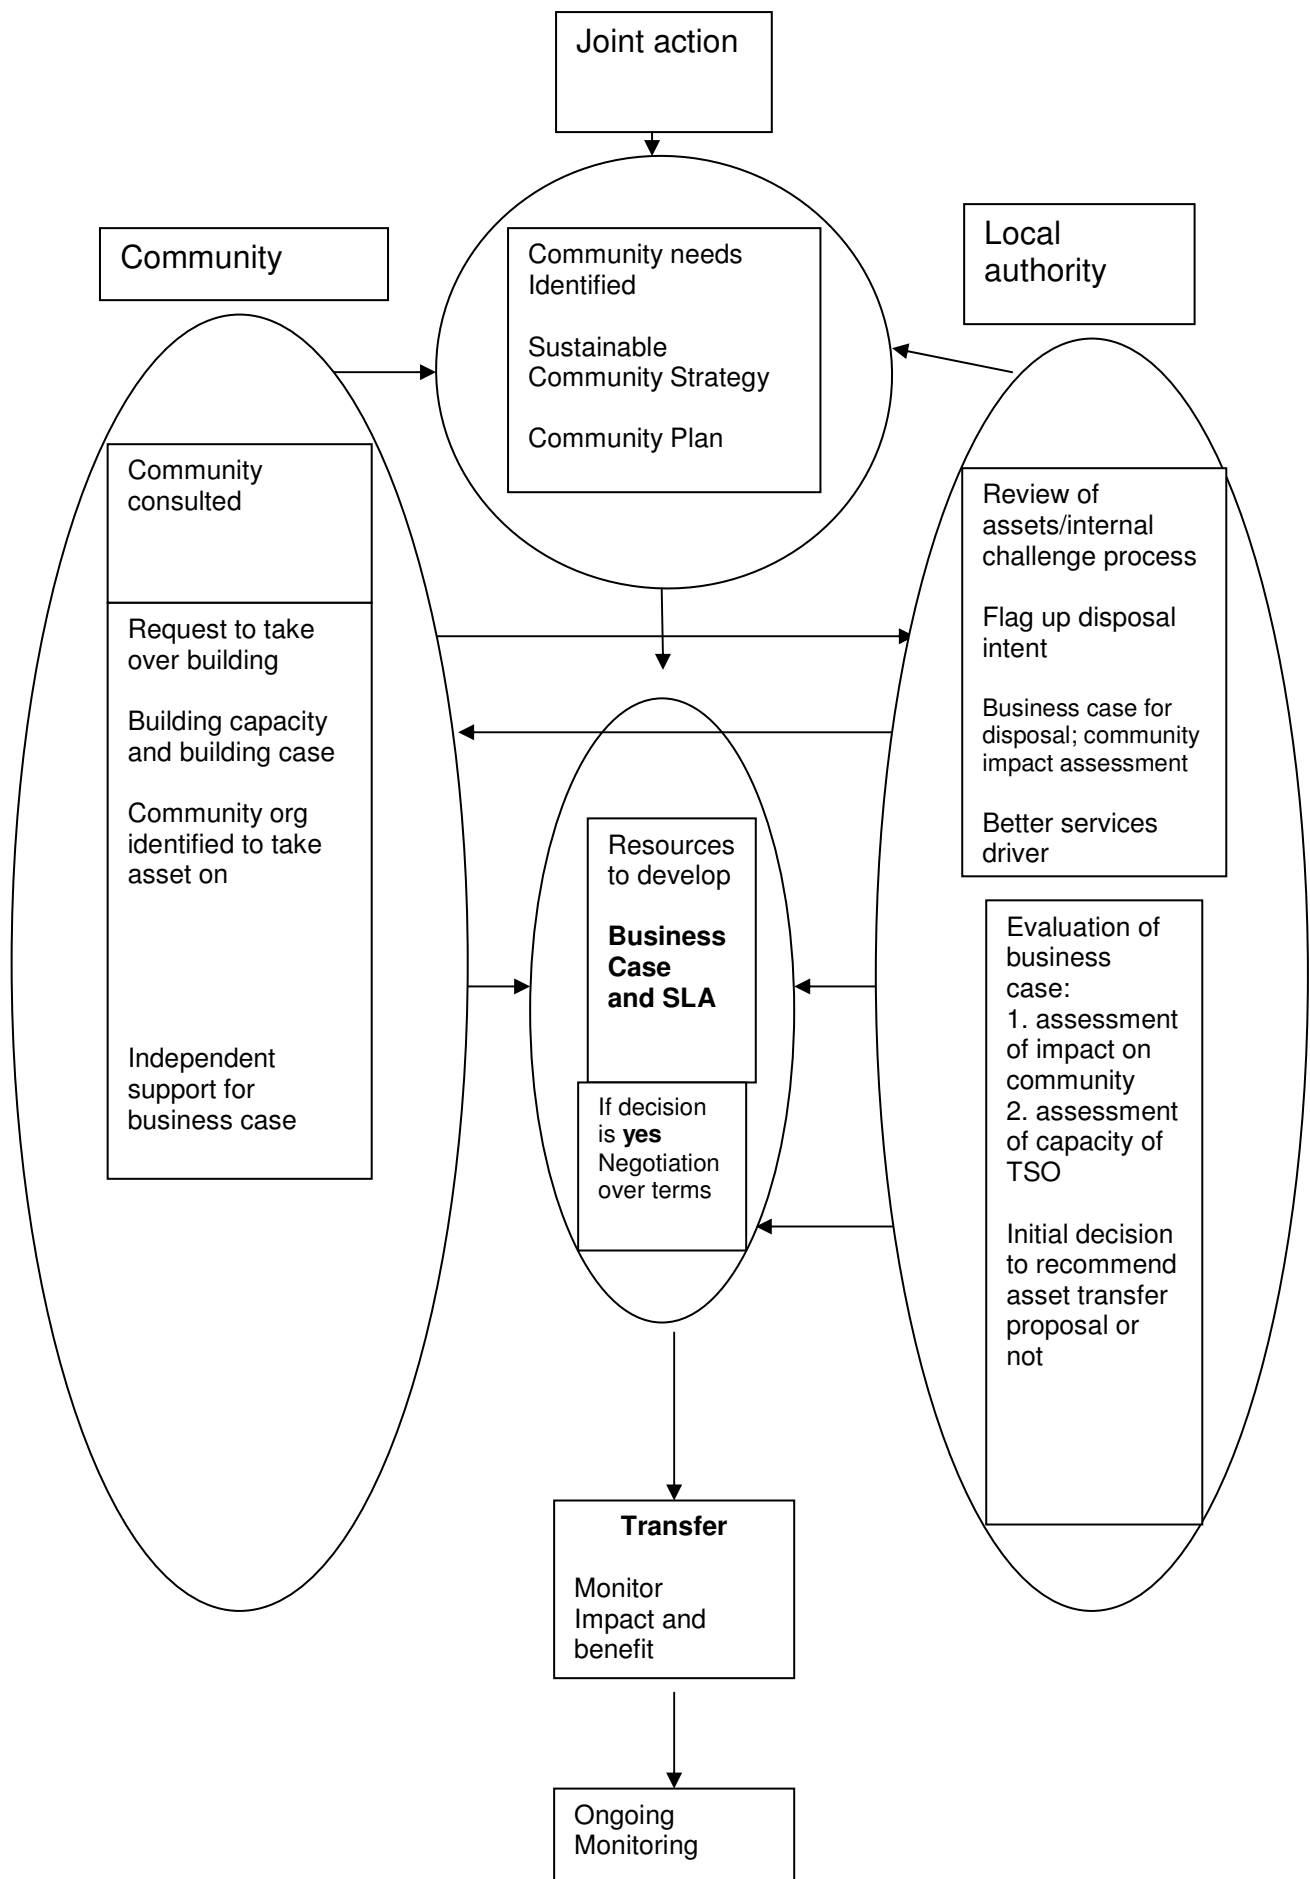 Joint action
Community
Local
authority
Community needs
Identified
Sustainable
Community Strategy
Community Plan
Community
consulted
Request to take
over building
Building capacity
and building case
Community org
identified to take
asset on
Independent
support for
business case
Review of
assets/internal
challenge process
Flag up disposal
intent
Business case for
disposal; community
impact assessment
Better services
driver
Resources
to develop
Business
Case
and SLA
If decision
is yes
Negotiation
over terms
Evaluation of
business
case:
1. assessment
of impact on
community
2. assessment
of capacity of
TSO
Initial decision
to recommend
asset transfer
proposal or
not
Transfer
Monitor
Impact and
benefit
Ongoing
Monitoring